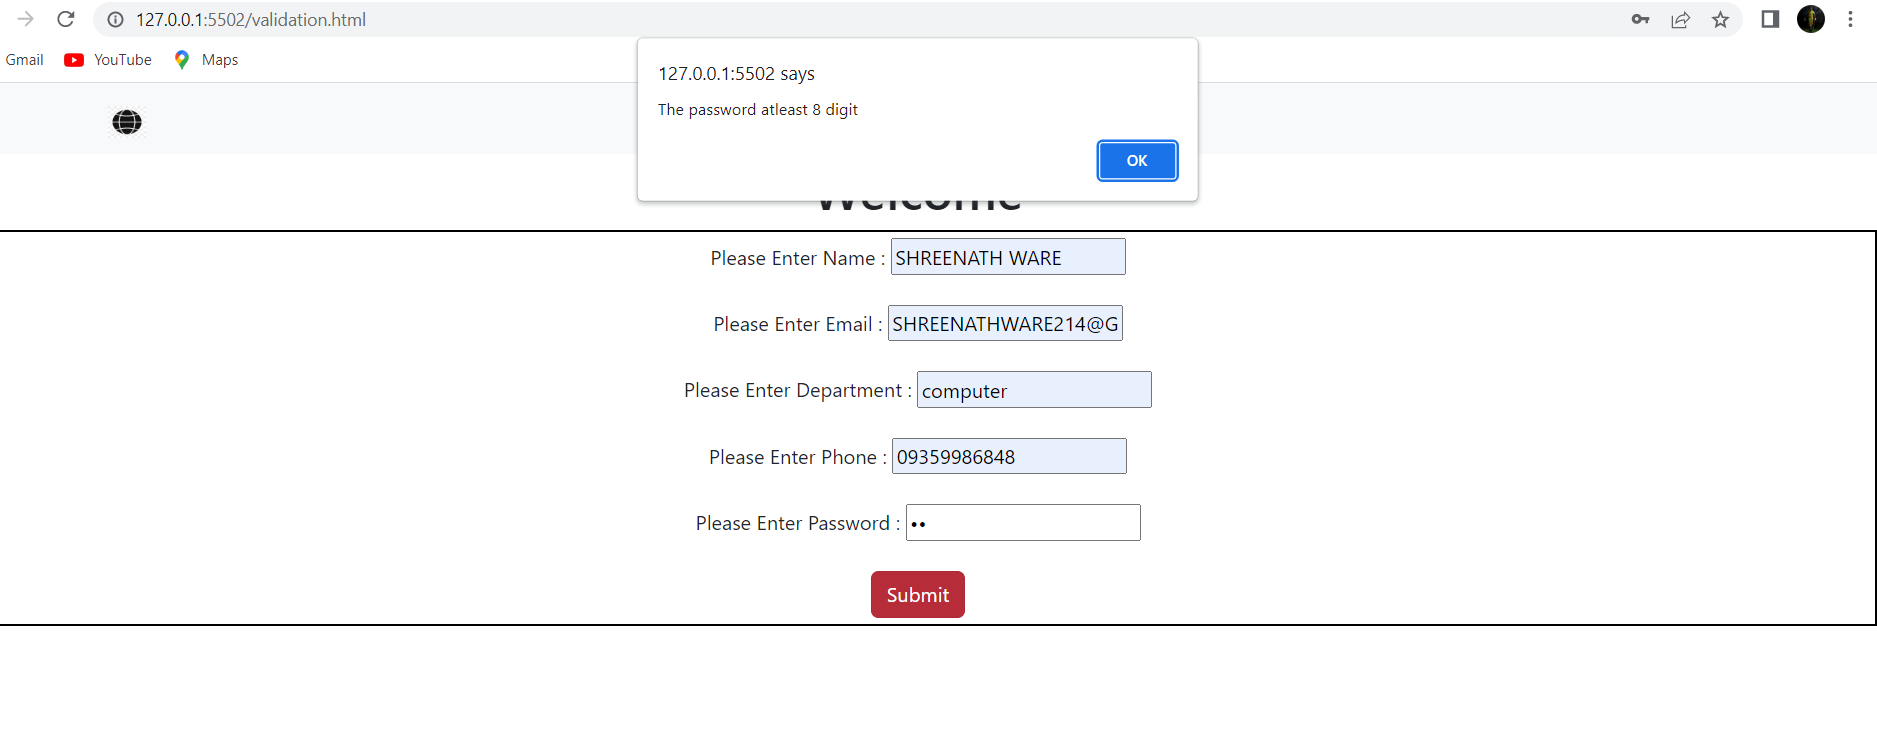 127.0.0.1:5502/validation.html
Gmail YouTube Maps
127.0.0.1:5502 says
The password atleast 8 digit
OK
Welcome
Please Enter Name : SHREENATH WARE
Please Enter Email : SHREENATHWARE214@G
Please Enter Department : computer
Please Enter Phone : 09359986848
Please Enter Password : ••
Submit